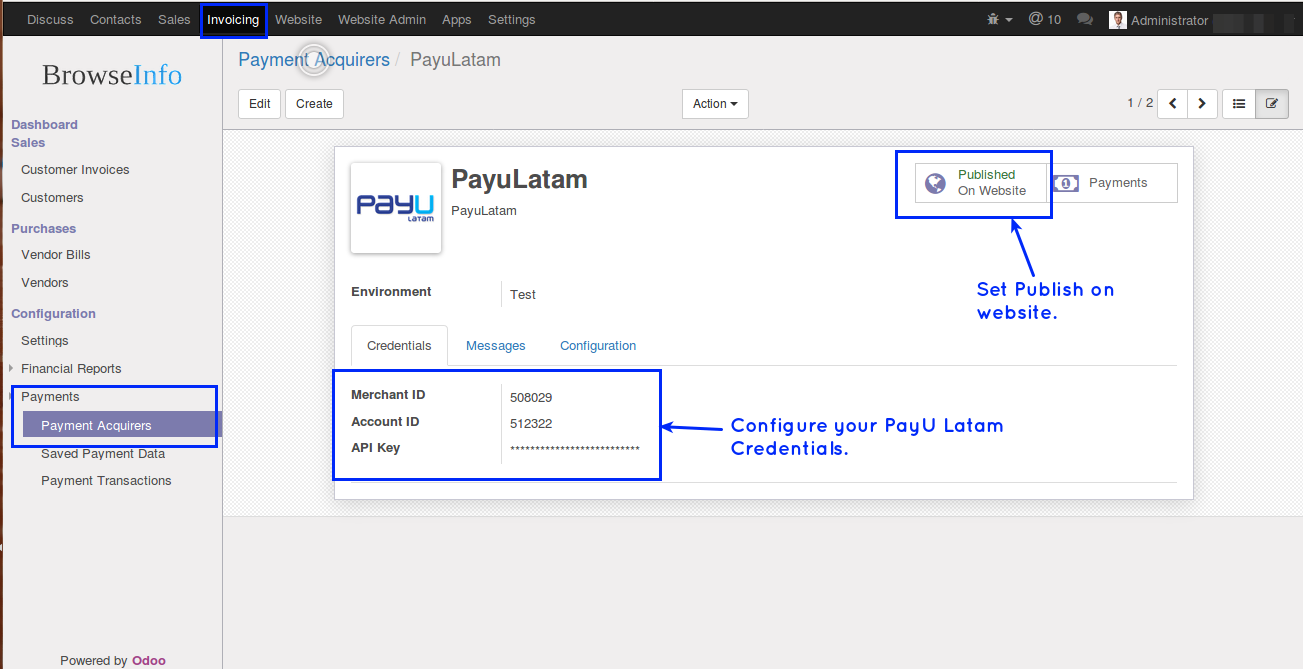 Discuss Contacts Sales Invoicing Website Website Admin Apps Settings @ 10 Administrator
BrowseInfo
Payment Acquirers / PayuLatam
Edit Create Action 1 / 2
Dashboard
Sales
Customer Invoices
Customers
Purchases
Vendor Bills
Vendors
Configuration
Settings
Financial Reports
Payments
Payment Acquirers
Saved Payment Data
Payment Transactions
Powered by Odoo
PayU
LATAM
PayuLatam
PayuLatam
Published
On Website
1 Payments
Set Publish on
website.
Environment Test
Credentials Messages Configuration
Merchant ID 508029
Account ID 512322
API Key **************************
Configure your PayU Latam
Credentials.